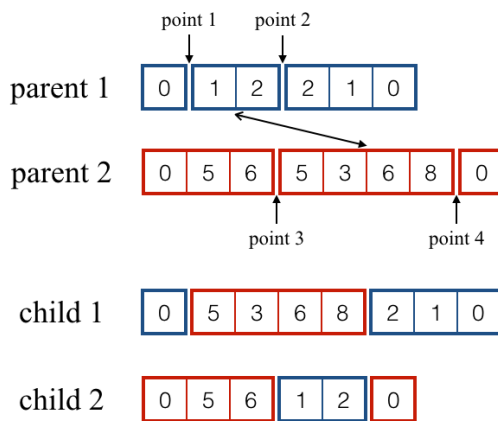 point 1 point 2
parent 1 0 1 2 2 1 0
parent 2 0 5 6 5 3 6 8 0
point 3 point 4
child 1 0 5 3 6 8 2 1 0
child 2 0 5 6 1 2 0